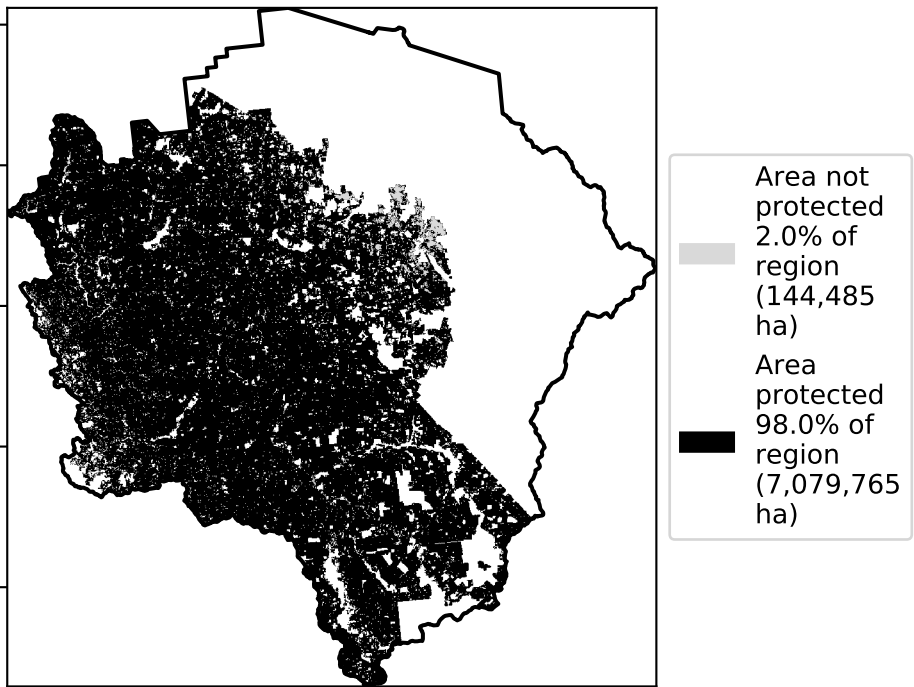 Area not
protected
2.0% of
region
(144,485
ha)
Area
protected
98.0% of
region
(7,079,765
ha)